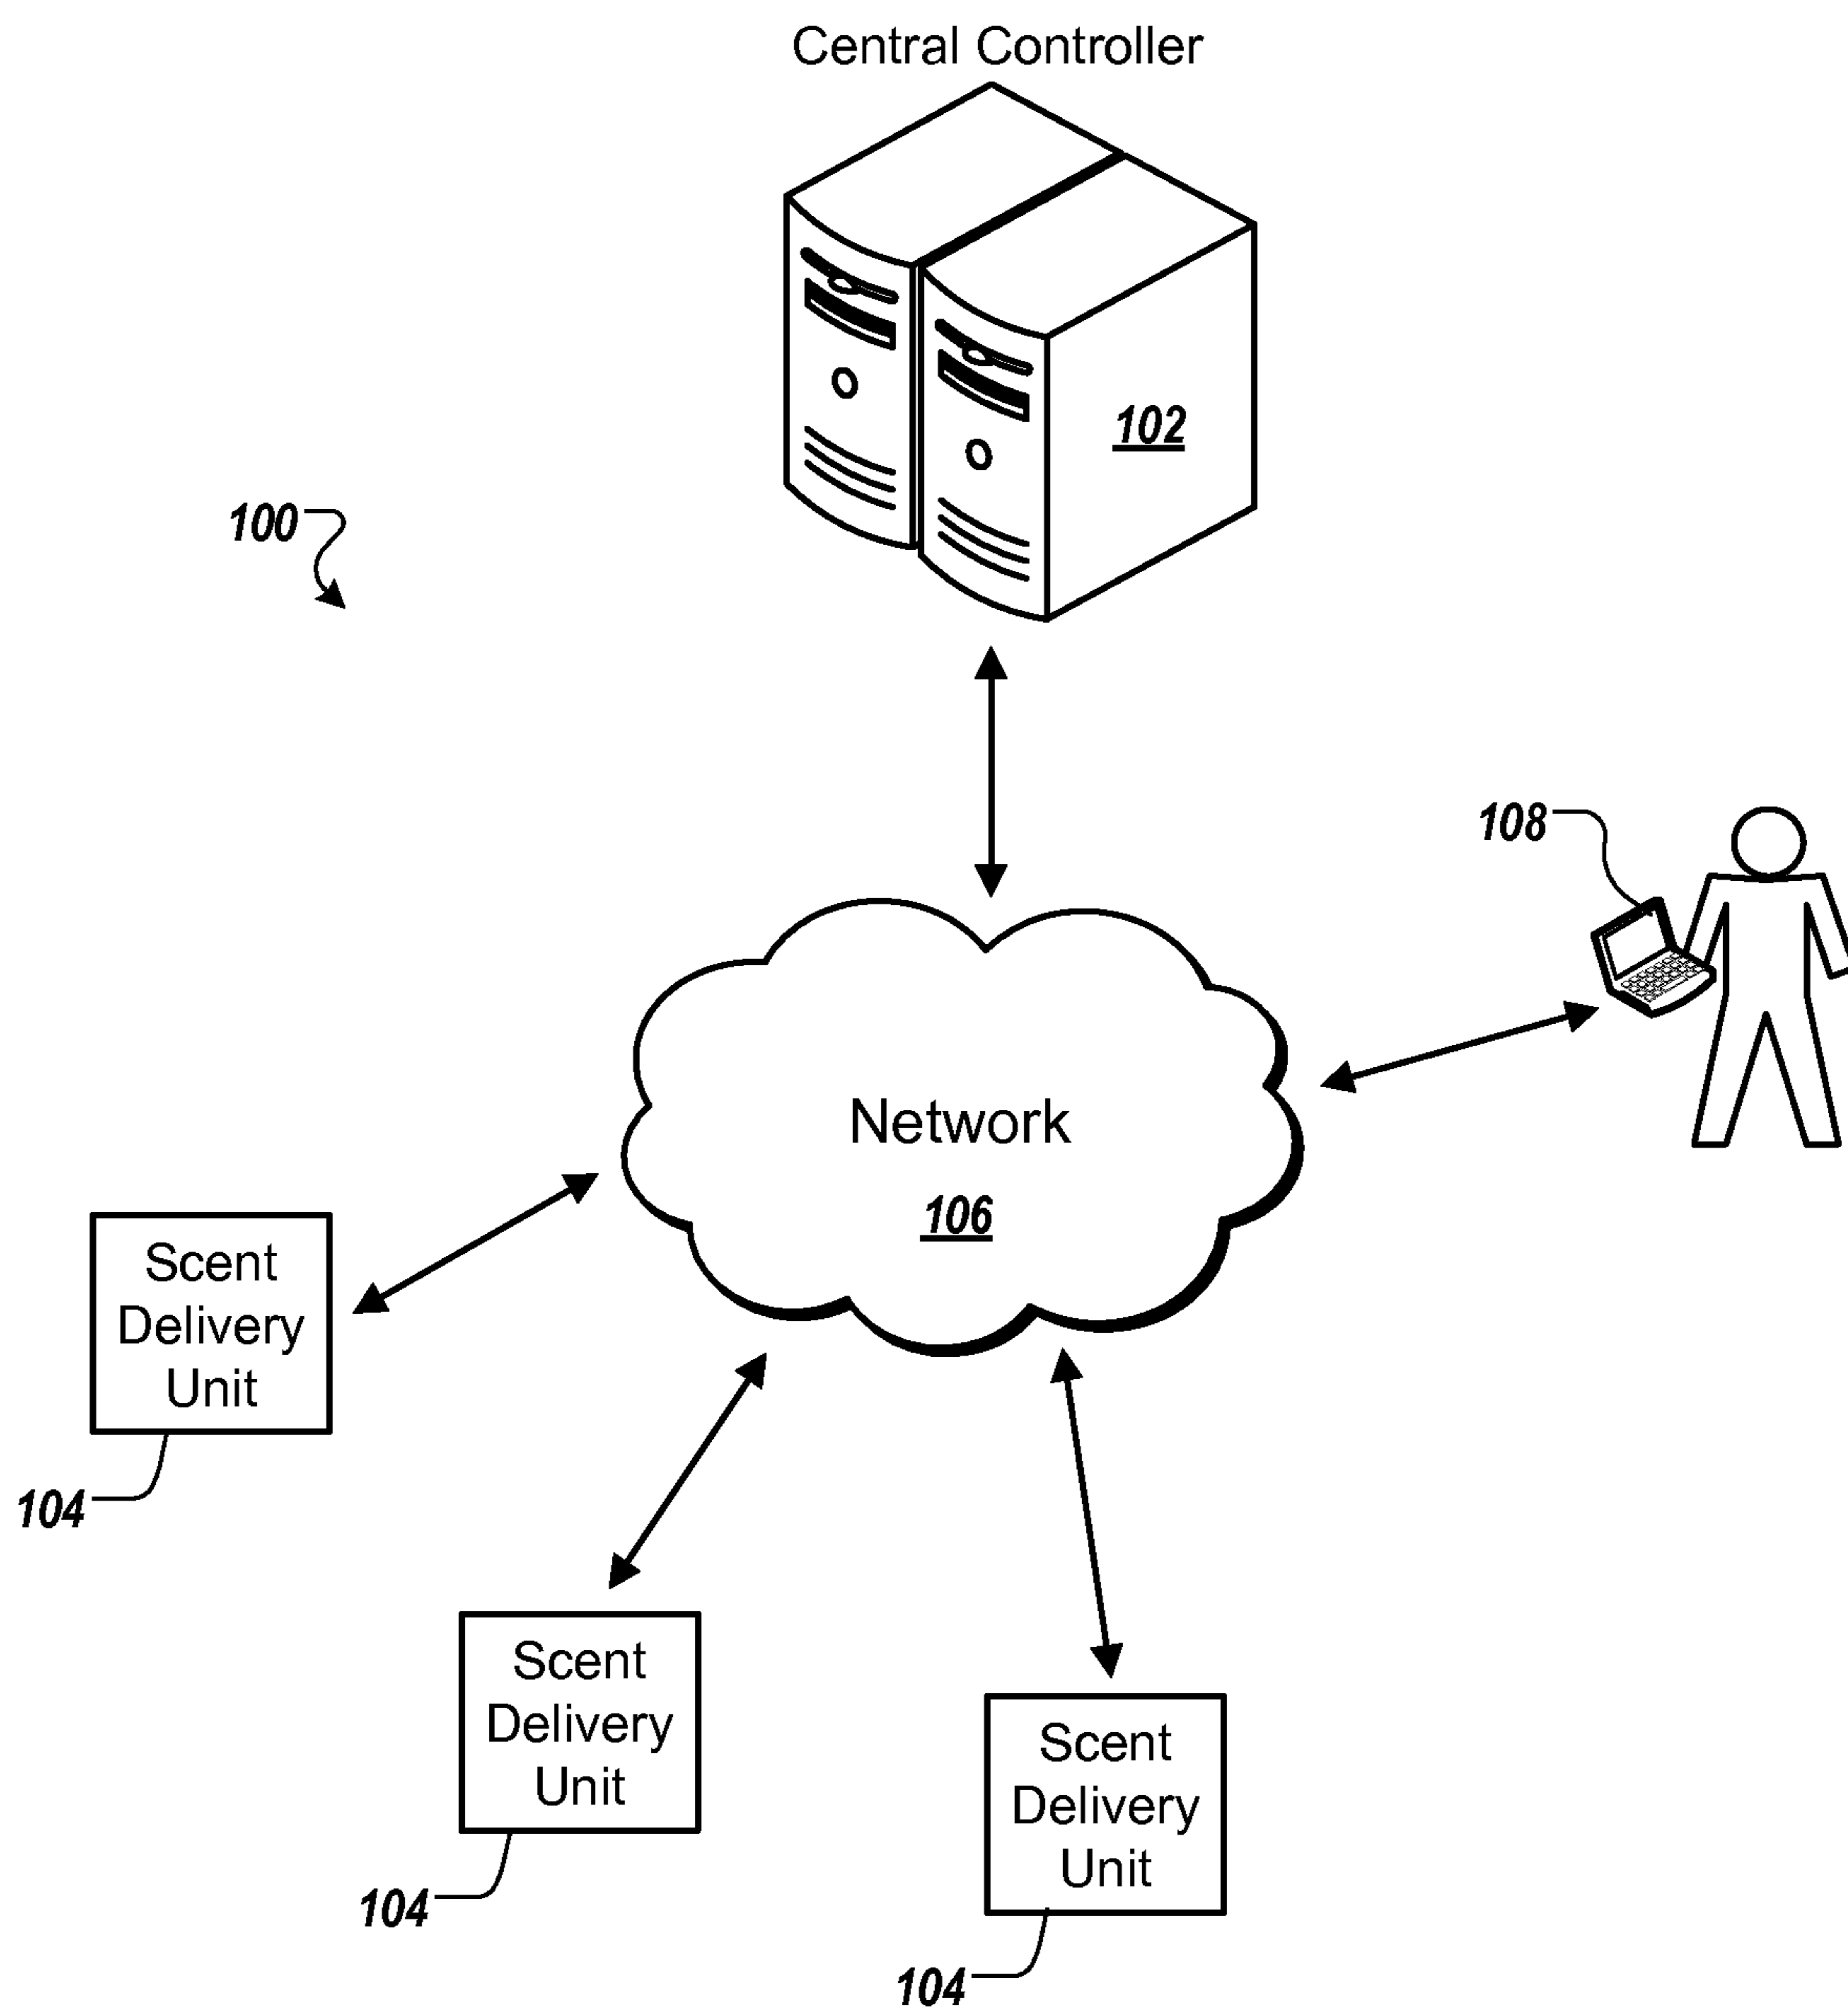 Central Controller
102
100
108
Network
106
Scent
Delivery
Unit
104
Scent
Delivery
Unit
104
Scent
Delivery
Unit
104